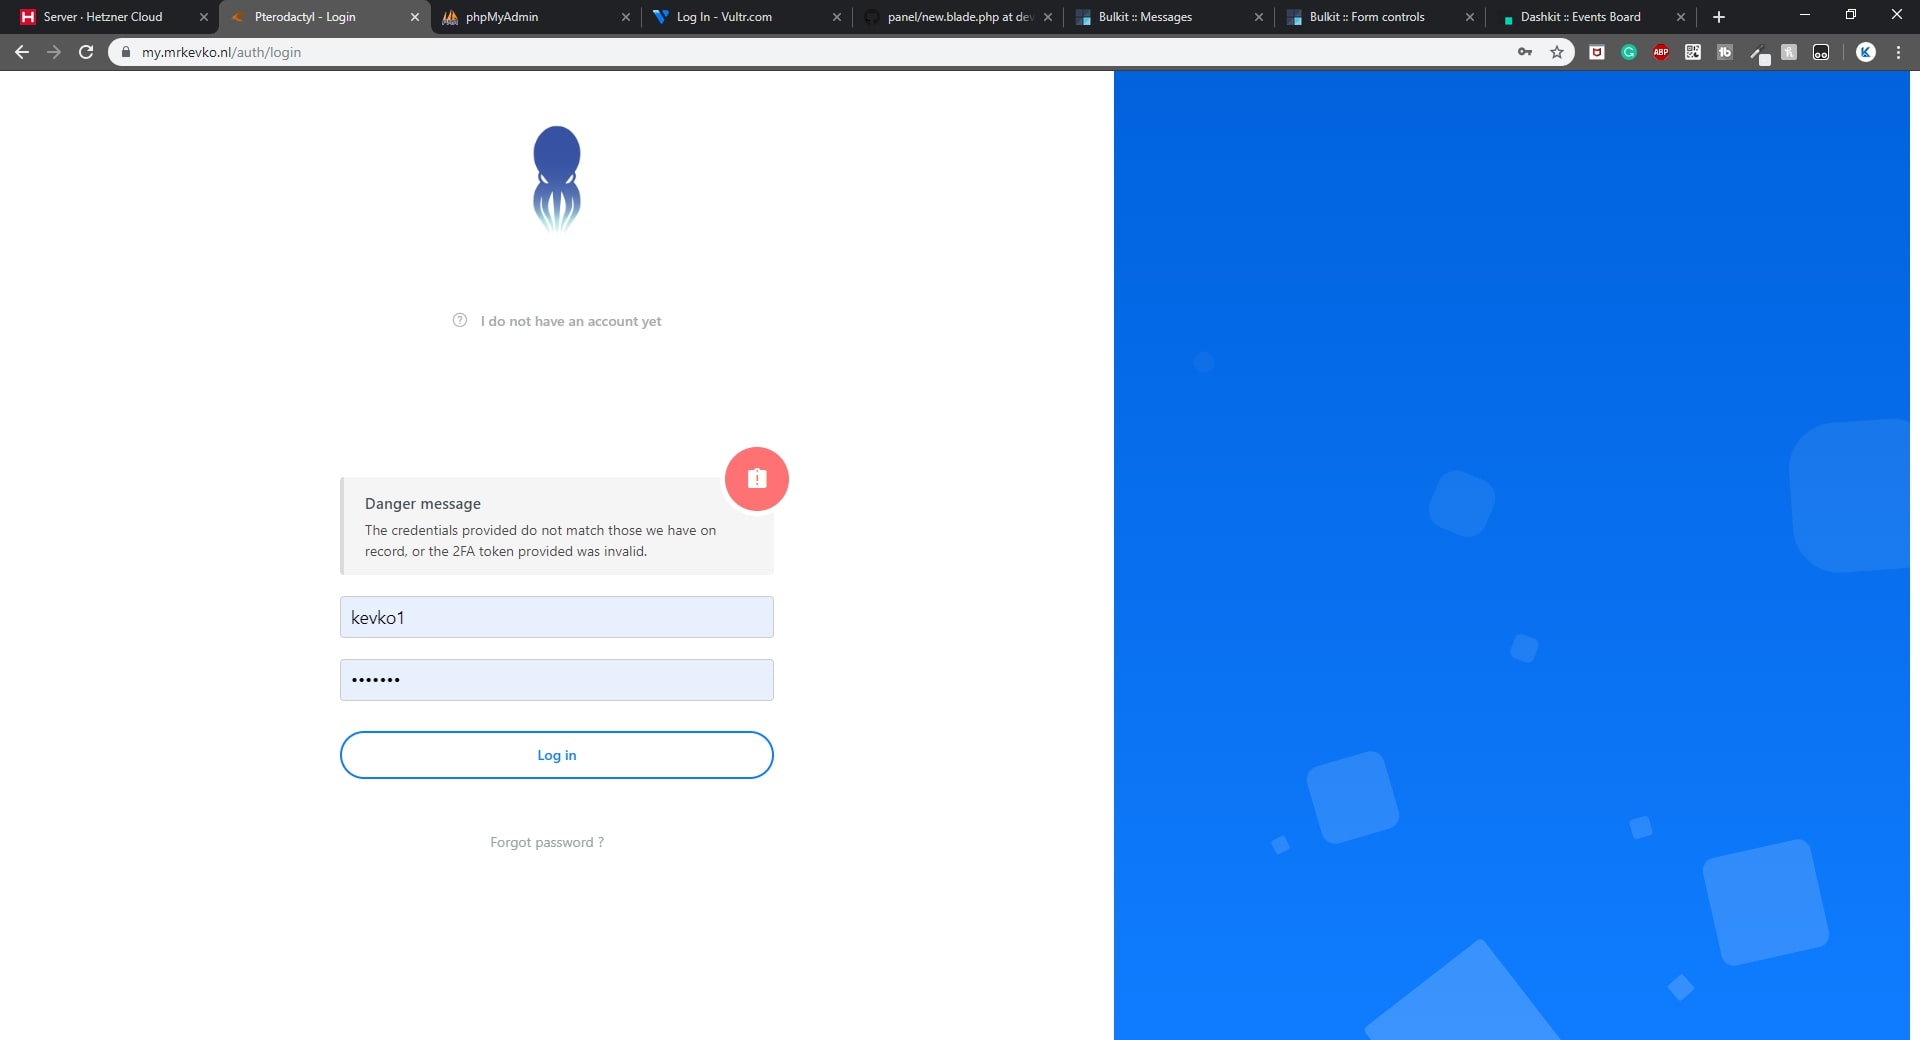 Server · Hetzner Cloud
Pterodactyl - Login
phpMyAdmin
Log In - Vultr.com
panel/new.blade.php at dev
Bulkit :: Messages
Bulkit :: Form controls
Dashkit :: Events Board
my.mrkevko.nl/auth/login
ABP
I do not have an account yet
Danger message
The credentials provided do not match those we have on
record, or the 2FA token provided was invalid.
kevko1
•••••••
Log in
Forgot password ?